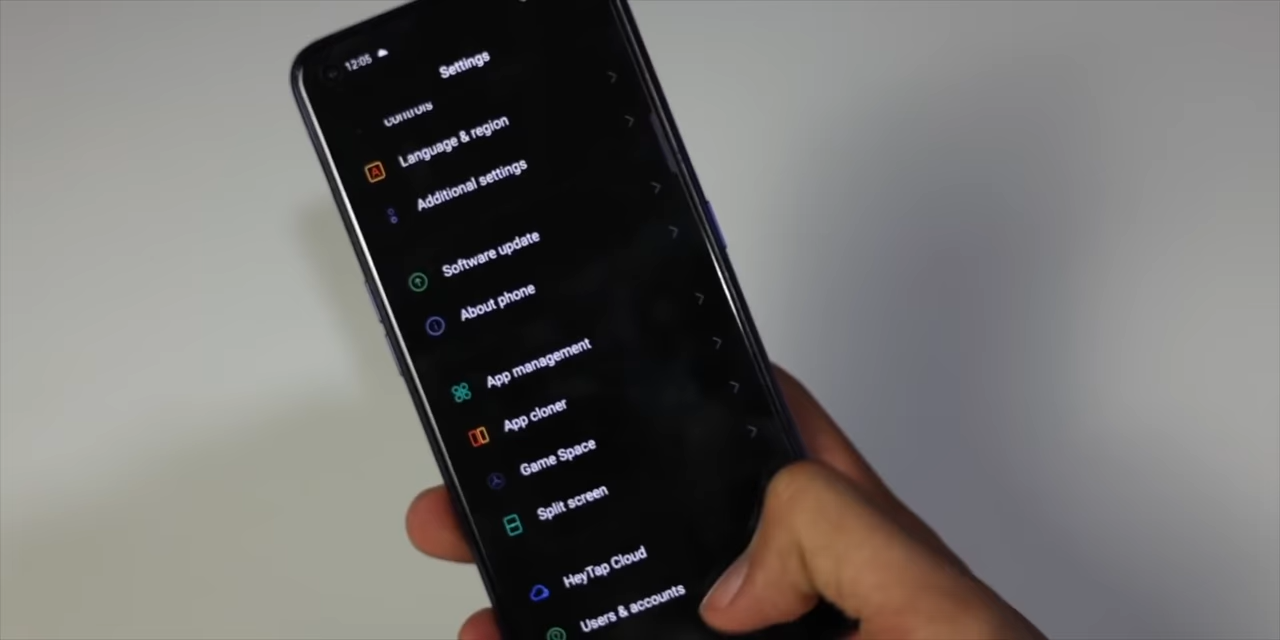 12:05
Settings
controls
Language & region
Additional settings
Software update
About phone
App management
App cloner
Game Space
Split screen
HeyTap Cloud
Users & accounts